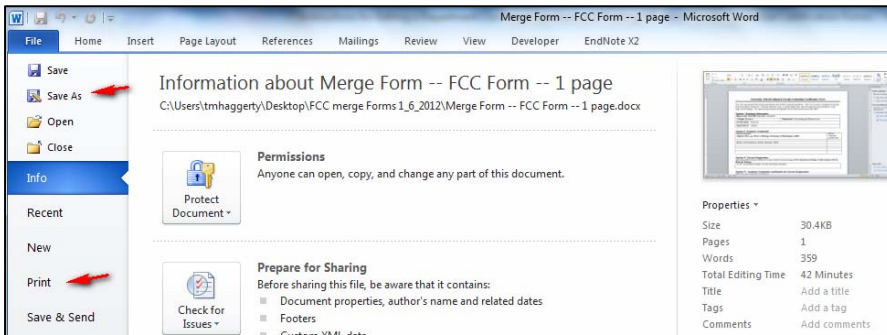 Merge Form -- FCC Form -- 1 page - Microsoft Word
File Home Insert Page Layout References Mailings Review View Developer EndNote X2
Save
Save As
Open
Close
Info
Recent
New
Print
Save & Send
Information about Merge Form -- FCC Form -- 1 page
C:\Users\tmhaggerty\Desktop\FCC merge Forms 1_6_2012\Merge Form -- FCC Form -- 1 page.docx
Protect
Document
Permissions
Anyone can open, copy, and change any part of this document.
Check for
Issues
Prepare for Sharing
Before sharing this file, be aware that it contains:
Document properties, author's name and related dates
Footers
Custom XML data
Properties
Size 30.4KB
Pages 1
Words 359
Total Editing Time 42 Minutes
Title Add a title
Tags Add a tag
Comments Add comments